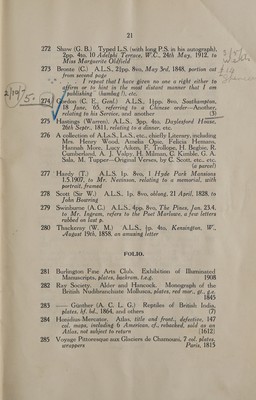 21
272 Shaw (G. B.) Typed L.S. (with long P.S. in his autograph),
2pp. 4to, 10 Adelphi Terrace, W.C., 24th May, 1912, to
Miss Marguerite Oldfield
273 Bronte (C.) A.L.S., 2½pp. 8vo, May 3rd, 1848, portion cut
from second page
I repeat that I have given no one a right either to
affirm or to hint in the most distant manner that I am
publishing (humbug !), etc.
2/10/
5/-
274 Gordon (C. E., Genl.) A.L.S., 1½pp. 8vo, Southampton,
18 June, 65, referring to a Chinese order—Another,
relating to his Service, and another (3)
275 Hastings (Warren). A.L.S., 3pp. 4to, Daylesford House,
26th Septr., 1811, relating to a dinner, etc.
276 A collection of A.Ls.S., Ls.S., etc., chiefly Literary, including
Mrs. Henry Wood, Amelia Opie, Felicia Hemans,
Hannah More, Lucy Aikin, F. Trollope, H. Bayley, R.
Cumberland, A. J. Valpy, H. Milman, C. Kemble, G. A.
Sala, M. Tupper—Original Verses, by C. Scott, etc., etc.
(a parcel)
277 Hardy (T.) A.L.S. 1p. 8vo, 1 Hyde Park Mansions
1.5.1907, to Mr. Nevinson, relating to a memorial, with
portrait, framed
278 Scott (Sir W.) A.L.S., 1p. 8vo, oblong, 21 April, 1828, to
John Bowring
279 Swinburne (A. C.) A.L.S., 4pp. 8vo, The Pines, Jan. 23.4,
to Mr. Ingram, refers to the Poet Marlowe, a few letters
rubbed on last p.
280 Thackeray (W. M.) A.L.S., 1p. 4to, Kensington, W.,
August 19th, 1858, an amusing letter
FOLIO.
281 Burlington Fine Arts Club. Exhibition of Illuminated
Manuscripts, plates, buckram, t.e.g. 1908
282 Ray Society. Alder and Hancock. Monograph of the
British Nudibranchiate Mollusca, plates, red mor., gt., g.e.
1845
283 —— Günther (A. C. L. G.) Reptiles of British India,
plates, hf. bd., 1864, and others (7)
284 Hondius-Mercator. Atlas, title and front., defective, 147
col. maps, including 6 American, cf., rebacked, sold as an
Atlas, not subject to return [1612]
285 Voyage Pittoresque aux Glaciers de Chamouni, 7 col. plates,
wrappers Paris, 1815